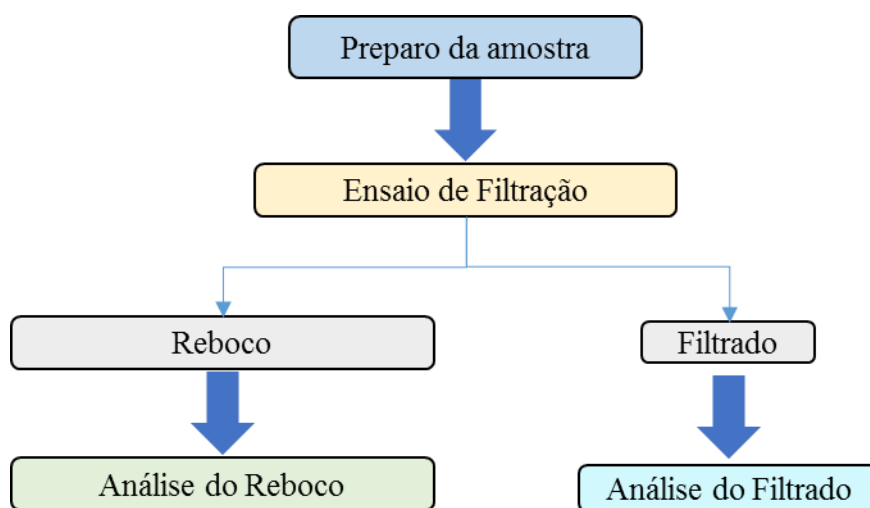 Preparo da amostra
Ensaio de Filtração
Reboco
Filtrado
Análise do Reboco
Análise do Filtrado